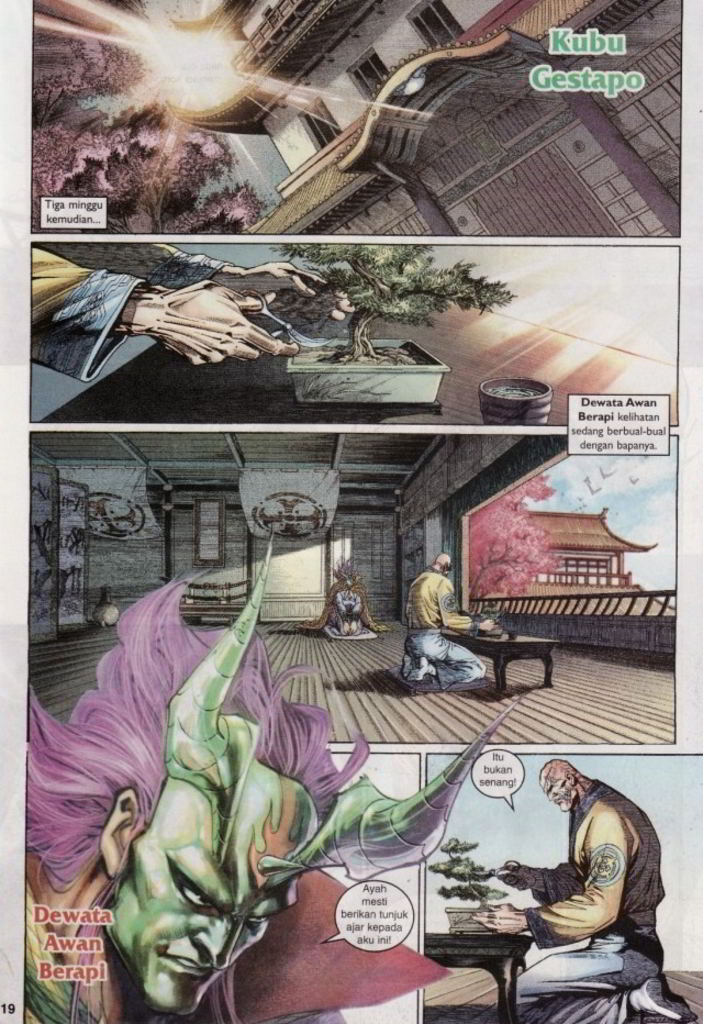 Kubu
Gestapo
Tiga minggu
kemudian...
Dewata Awan
Berapi kelihatan
sedang berbual-bual
dengan bapanya.
Itu
bukan
senang!
Ayah
mesti
berikan tunjuk
ajar kepada
aku ini!
Dewata
Awan
Berapi
19